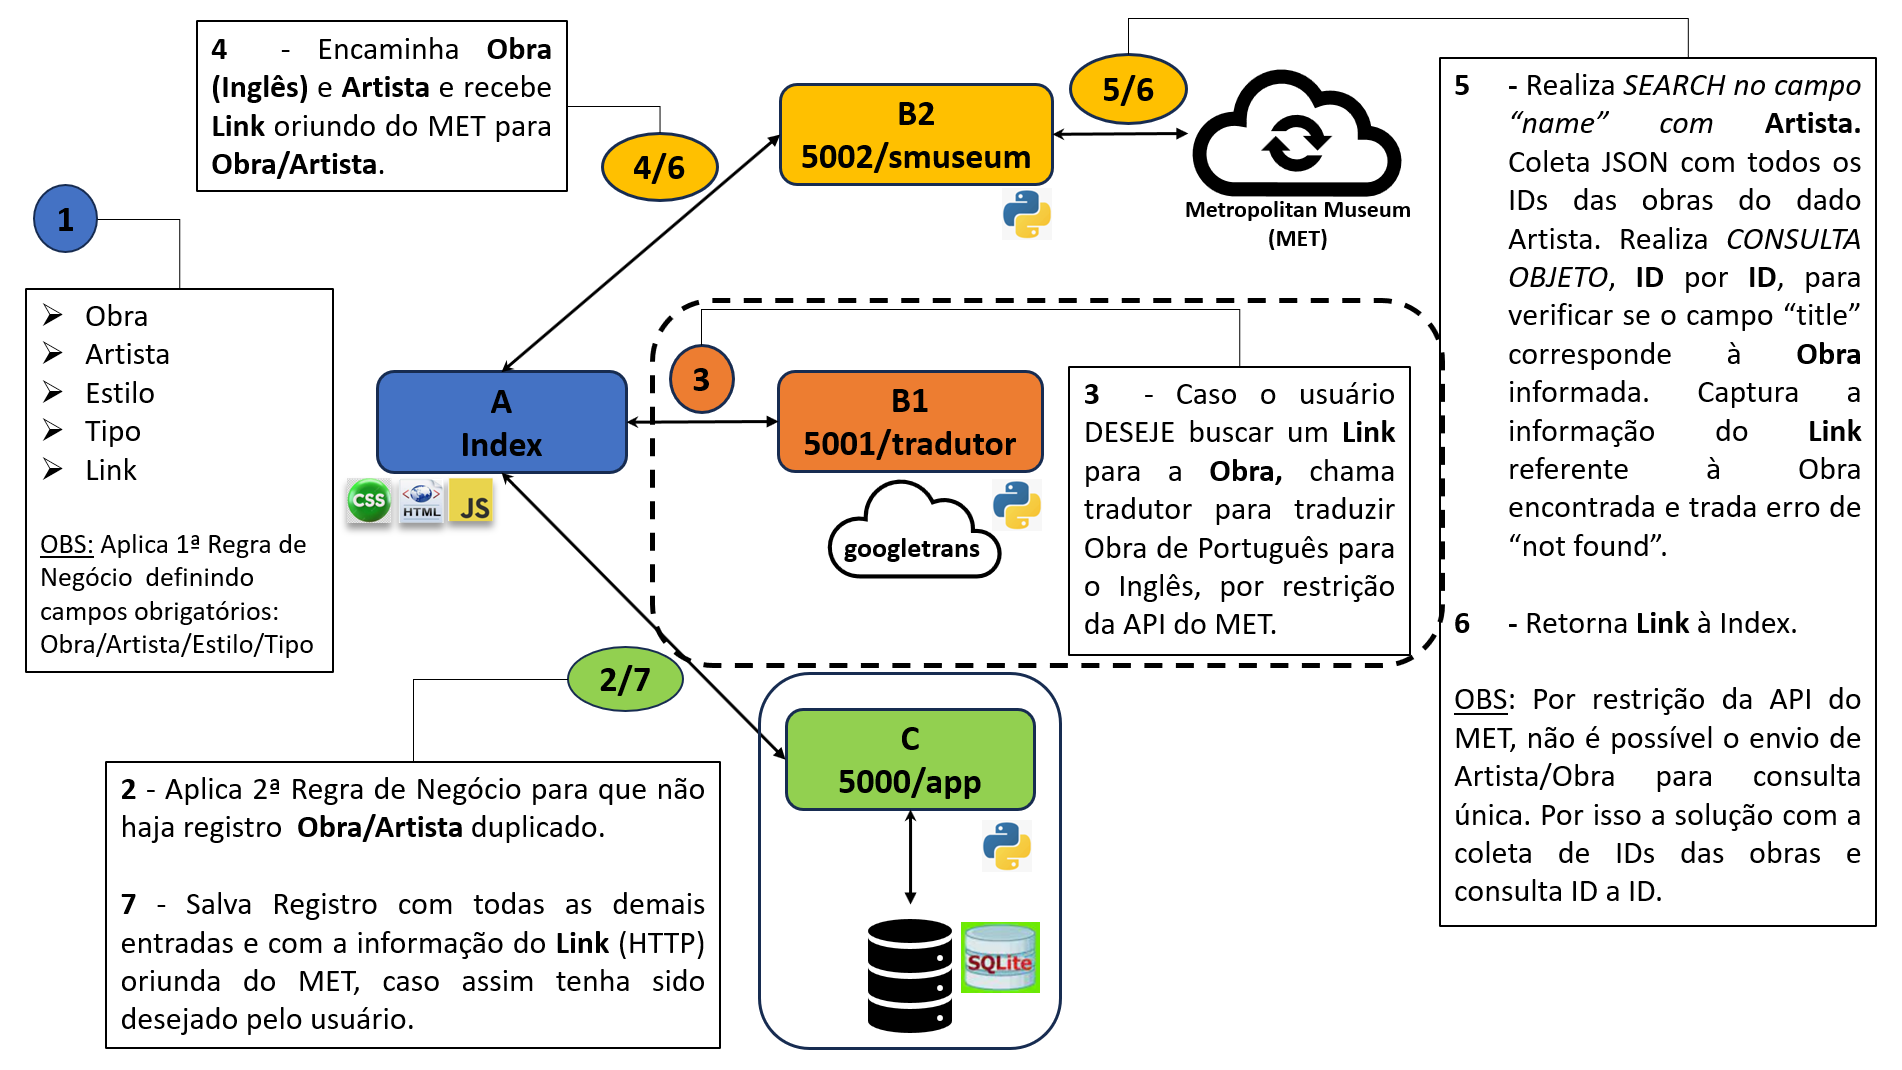 4 - Encaminha Obra
(Inglês) e Artista e recebe
Link oriundo do MET para
Obra/Artista.
4/6
B2
5002/smuseum
5/6
Metropolitan Museum
(MET)
1
➢ Obra
➢ Artista
➢ Estilo
➢ Tipo
➢ Link
OBS: Aplica 1ª Regra de
Negócio definindo
campos obrigatórios:
Obra/Artista/Estilo/Tipo
A
Index
CSS
HTML
JS
3
B1
5001/tradutor
googletrans
3 - Caso o usuário
DESEJE buscar um Link
para a Obra, chama
tradutor para traduzir
Obra de Português para
o Inglês, por restrição
da API do MET.
5 - Realiza SEARCH no campo
“name” com Artista.
Coleta JSON com todos os
IDs das obras do dado
Artista. Realiza CONSULTA
OBJETO, ID por ID, para
verificar se o campo “title”
corresponde à Obra
informada. Captura a
informação do Link
referente à Obra
encontrada e trada erro de
“not found”.
6 - Retorna Link à Index.
OBS: Por restrição da API do
MET, não é possível o envio de
Artista/Obra para consulta
única. Por isso a solução com a
coleta de IDs das obras e
consulta ID a ID.
2/7
2 - Aplica 2ª Regra de Negócio para que não
haja registro Obra/Artista duplicado.
7 - Salva Registro com todas as demais
entradas e com a informação do Link (HTTP)
oriunda do MET, caso assim tenha sido
desejado pelo usuário.
C
5000/app
SQLite